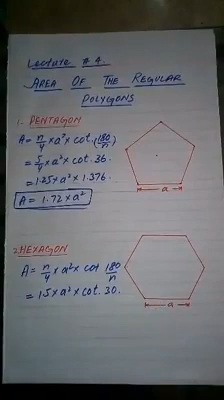 Lecture # 4.
AREA OF THE REGULAR
POLYGONS
1- PENTAGON
A = n/4 x a² x cot (180/n)
= 5/4 x a² x cot. 36.
= 1.25 x a² x 1.376.
A = 1.72 x a²
a
2. HEXAGON
A = n/4 x a² x cot 180/n
= 1.5 x a² x cot. 30.
a